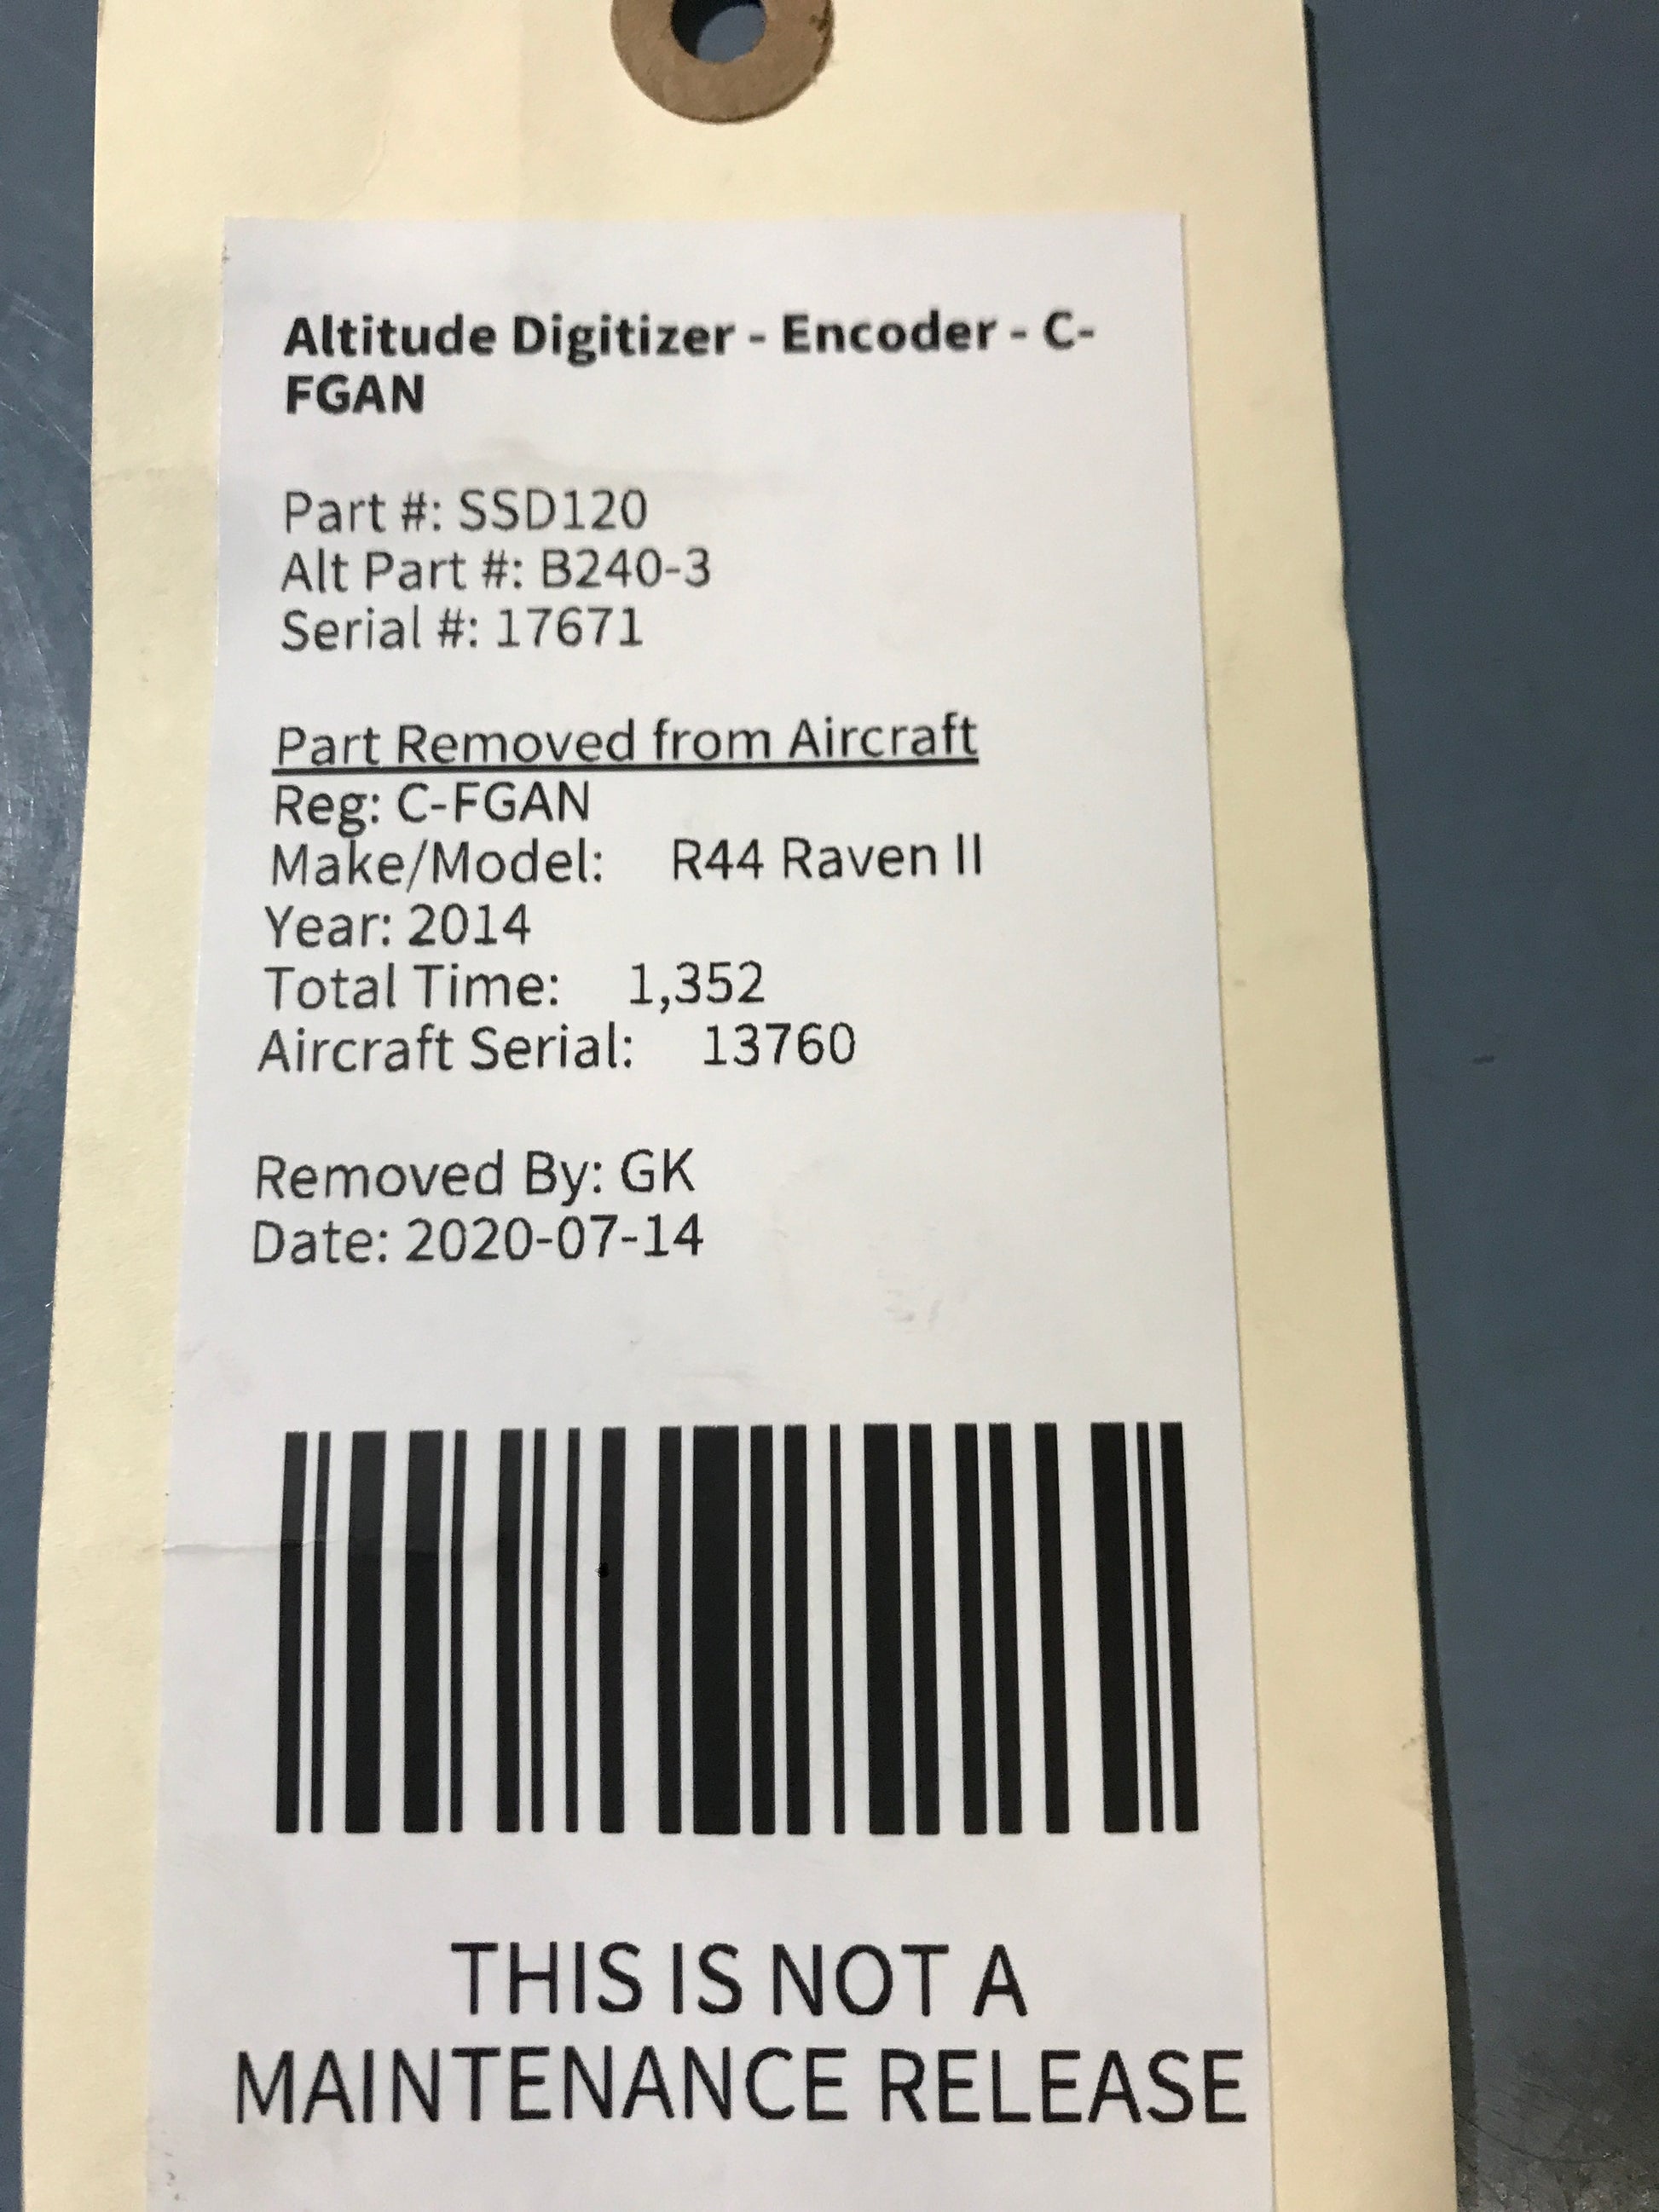 Altitude Digitizer - Encoder - C-
FGAN
Part #: SSD120
Alt Part #: B240-3
Serial #: 17671
Part Removed from Aircraft
Reg: C-FGAN
Make/Model: R44 Raven II
Year: 2014
Total Time: 1,352
Aircraft Serial: 13760
Removed By: GK
Date: 2020-07-14
THIS IS NOT A
MAINTENANCE RELEASE